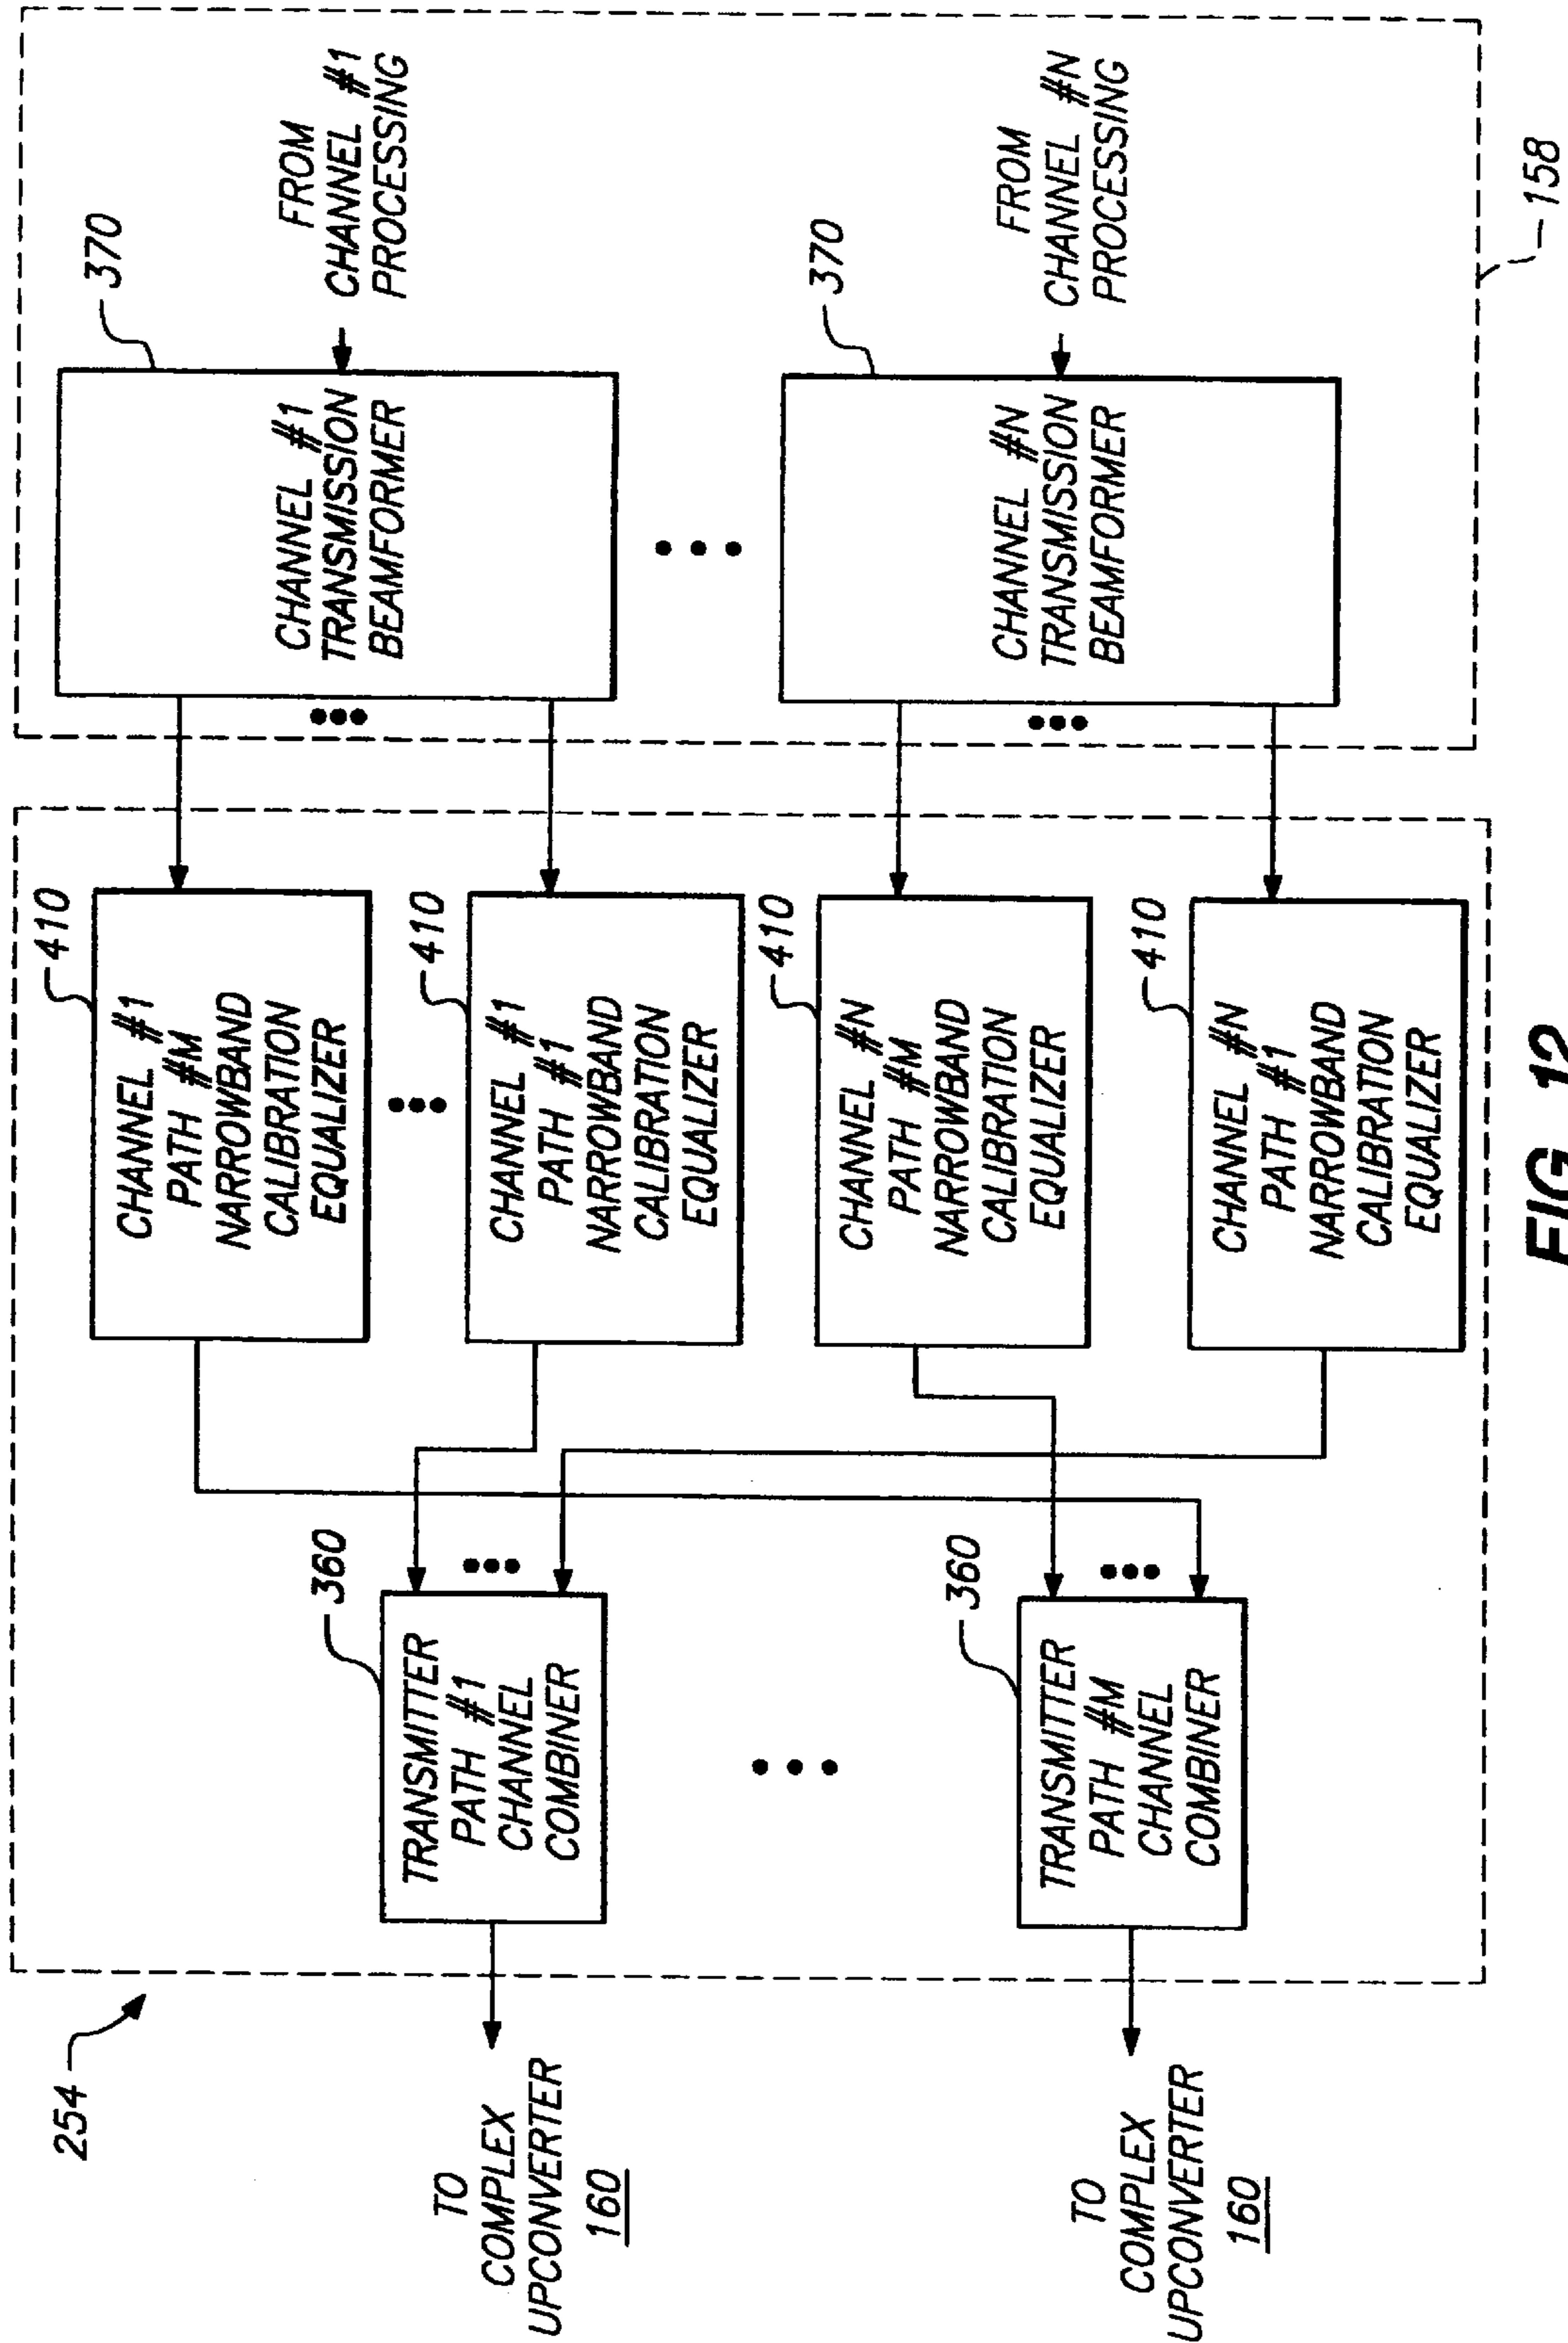 254
TO
COMPLEX
UPCONVERTER
160
TO
COMPLEX
UPCONVERTER
160
360
TRANSMITTER
PATH #1
CHANNEL
COMBINER
360
TRANSMITTER
PATH #M
CHANNEL
COMBINER
410
CHANNEL #1
PATH #M
NARROWBAND
CALIBRATION
EQUALIZER
410
CHANNEL #1
PATH #1
NARROWBAND
CALIBRATION
EQUALIZER
410
CHANNEL #N
PATH #M
NARROWBAND
CALIBRATION
EQUALIZER
410
CHANNEL #N
PATH #1
NARROWBAND
CALIBRATION
EQUALIZER
370
CHANNEL #1
TRANSMISSION
BEAMFORMER
370
CHANNEL #N
TRANSMISSION
BEAMFORMER
FROM
CHANNEL #1
PROCESSING
FROM
CHANNEL #N
PROCESSING
158
FIG. 12